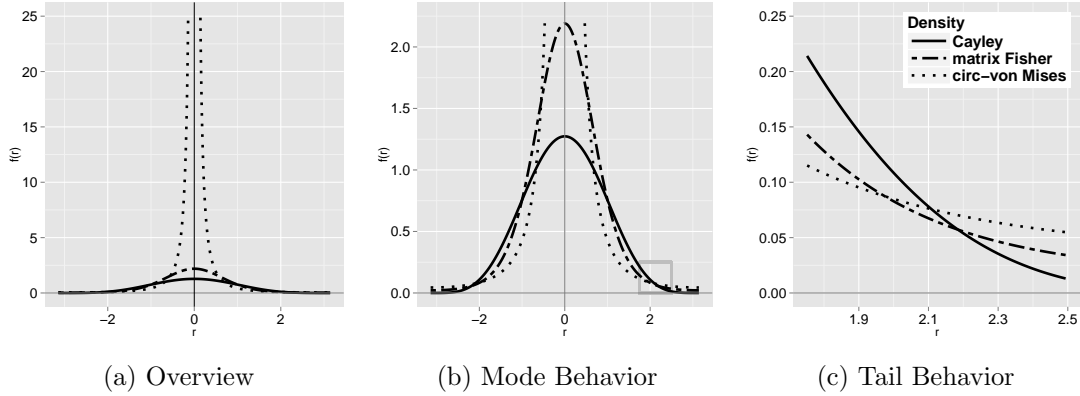 25
20
15
10
5
0
f(r)
−2
0
2
r
(a) Overview
2.0
1.5
1.0
0.5
0.0
f(r)
−2
0
2
r
(b) Mode Behavior
0.25
0.20
0.15
0.10
0.05
0.00
f(r)
Density
Cayley
matrix Fisher
circ−von Mises
1.9
2.1
2.3
2.5
r
(c) Tail Behavior